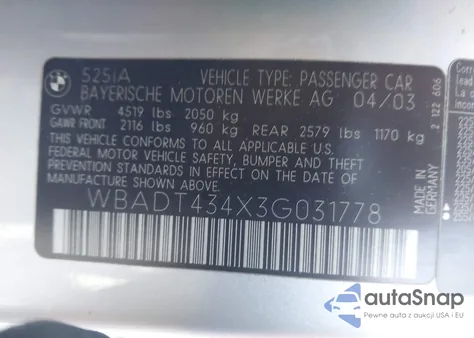 525iA VEHICLE TYPE: PASSENGER CAR
BAYERISCHE MOTOREN WERKE AG 04/03
GVWR 4519 lbs 2050 kg
GAWR FRONT 2116 lbs 960 kg REAR 2579 lbs 1170 kg
THIS VEHICLE CONFORMS TO ALL APPLICABLE U.S.
FEDERAL MOTOR VEHICLE SAFETY, BUMPER AND THEFT
PREVENTION STANDARDS IN EFFECT ON THE DATE OF
MANUFACTURE SHOWN ABOVE.
WBADT434X3G031778
MADE IN
GERMANY
2 122 606
autoSnap
Pewne auta z USA i EU